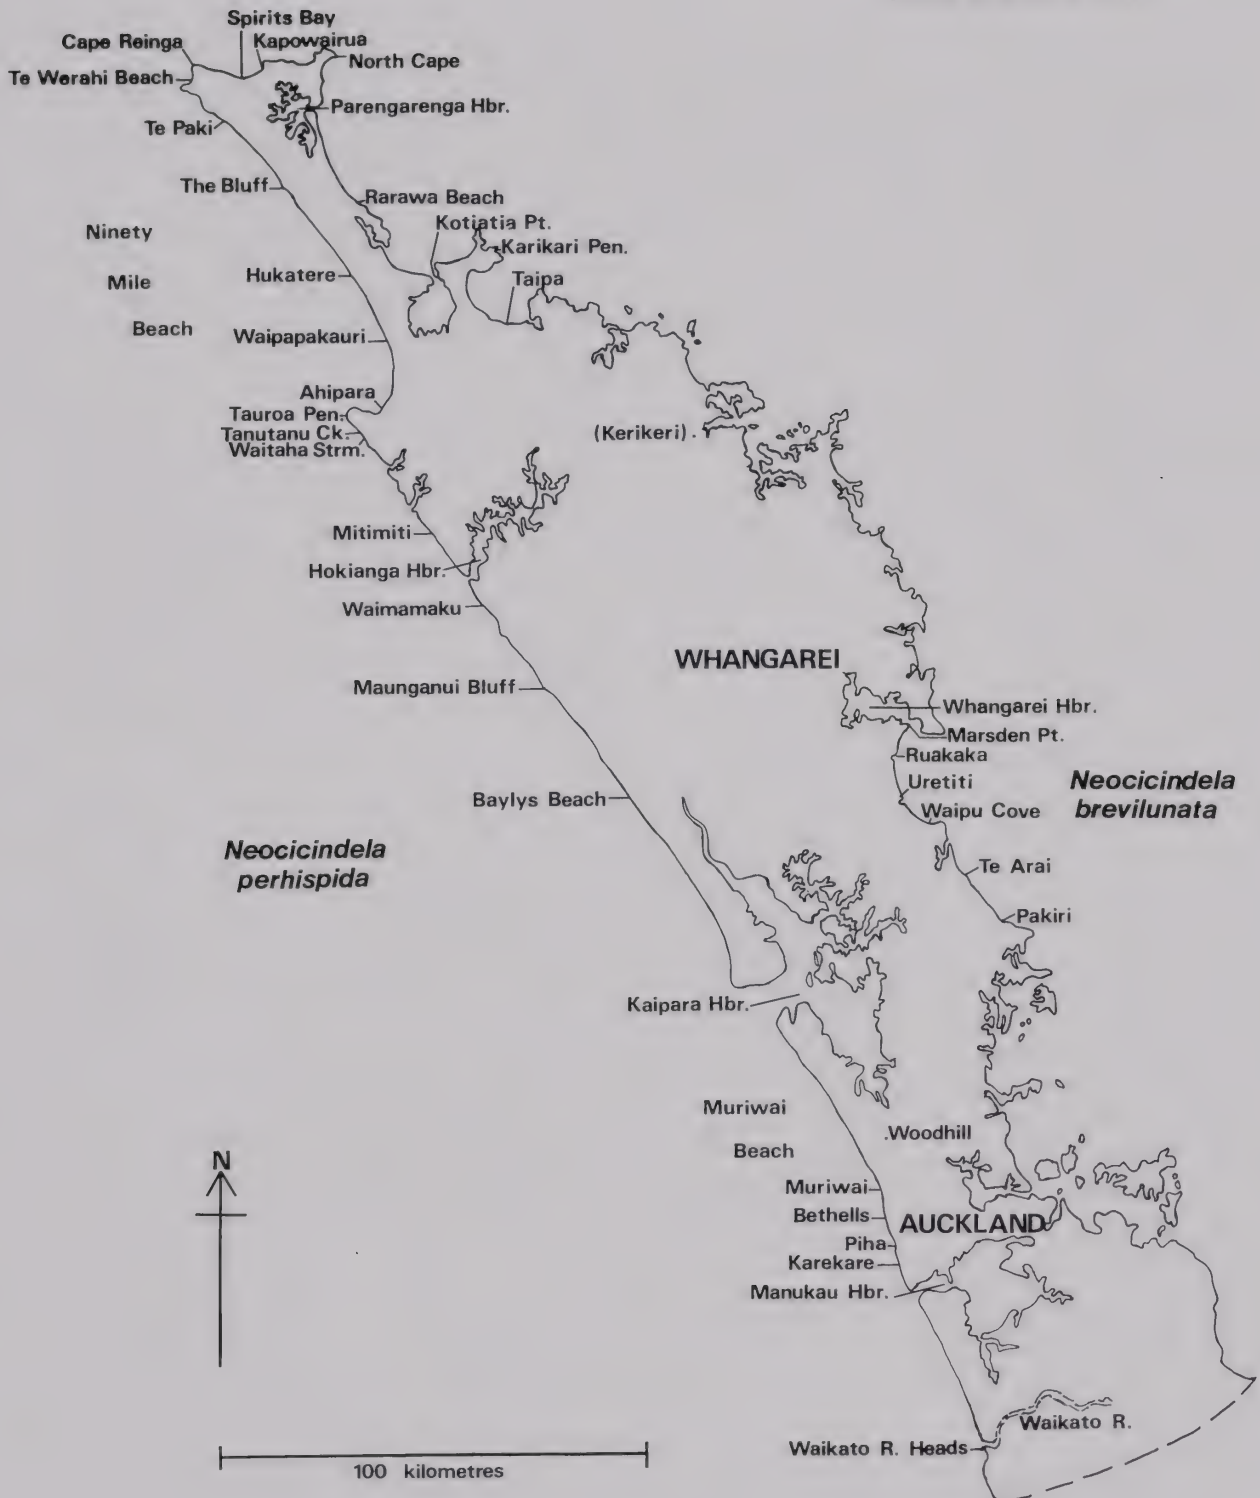 Spirits Bay
Cape Reinga
Kapowairua
North Cape
Te Werahi Beach
Parengarenga Hbr.
Te Paki
The Bluff
Rarawa Beach
Kotiatia Pt.
Ninety
Karikari Pen.
Mile
Hukatere
Taipa
Beach
Waipapakauri
Ahipara
Tauroa Pen.
Tanutanu Ck.
(Kerikeri)
Waitaha Strm.
Mitimiti
Hokianga Hbr.
Waimamaku
WHANGAREI
Maunganui Bluff
Whangarei Hbr.
Marsden Pt.
Ruakaka
Uretiti
Neocicindela
brevilunata
Baylys Beach
Waipu Cove
Neocicindela
perhispida
Te Arai
Pakiri
Kaipara Hbr.
Muriwai
Beach
Woodhill
N
Muriwai
Bethells
AUCKLAND
Piha
Karekare
Manukau Hbr.
Waikato R.
Waikato R. Heads
100 kilometres